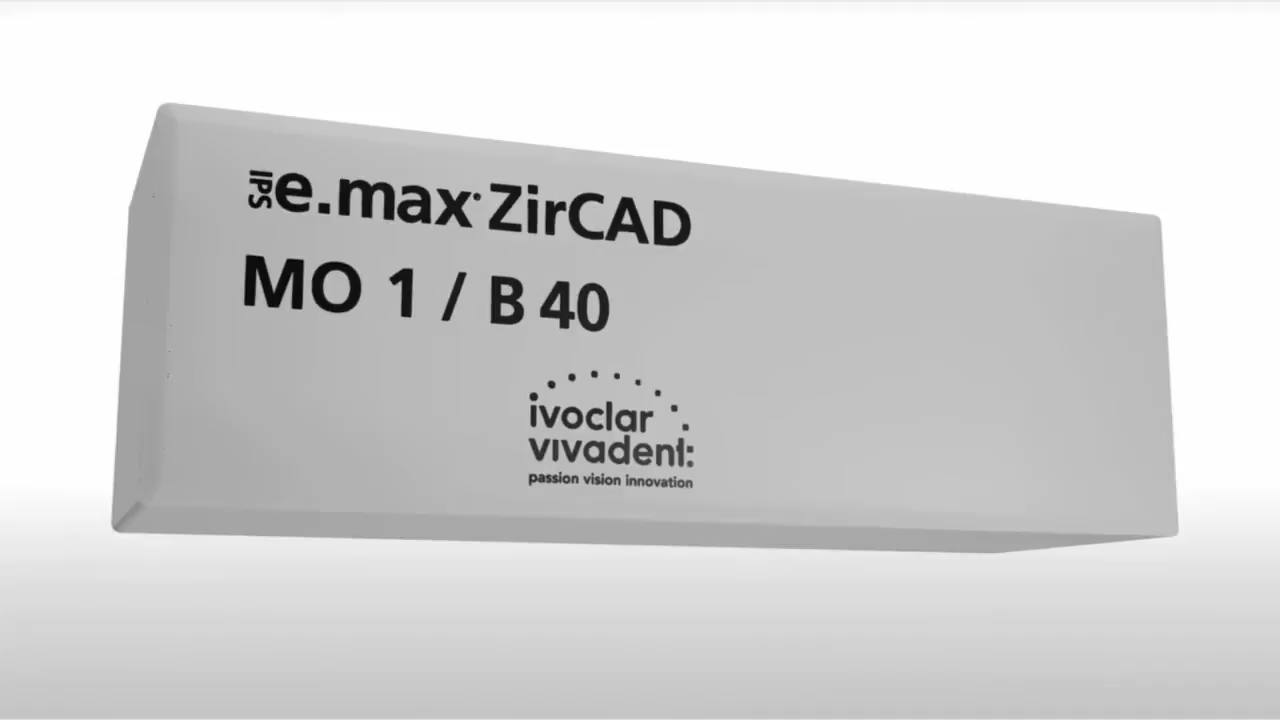 IPS e.max® ZirCAD
MO 1 / B 40
ivoclar
vivadent:
passion vision innovation